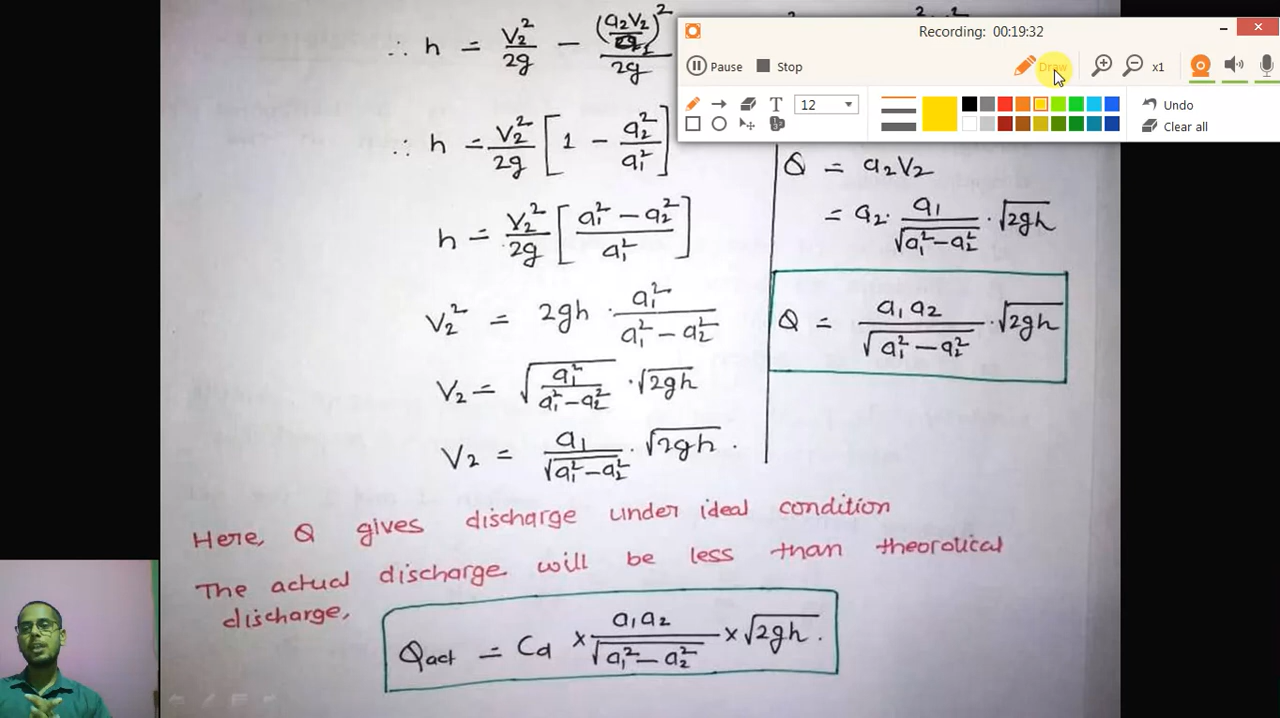 Recording: 00:19:32
Pause Stop Draw x1
T 12 Undo
Clear all
∴ h = V₂²/2g − (a₂V₂/a₁)²/2g
∴ h = V₂²/2g [1 − a₂²/a₁²]
h = V₂²/2g [(a₁² − a₂²)/a₁²]
V₂² = 2gh · a₁²/(a₁² − a₂²)
V₂ = √(a₁²/(a₁² − a₂²)) · √2gh
V₂ = a₁/√(a₁² − a₂²) · √2gh .
Q = a₂V₂
= a₂ · a₁/√(a₁² − a₂²) · √2gh
Q = a₁a₂/√(a₁² − a₂²) · √2gh
Here, Q gives discharge under ideal condition
The actual discharge will be less than theorotical
discharge,
Qact = Cd × a₁a₂/√(a₁² − a₂²) × √2gh .